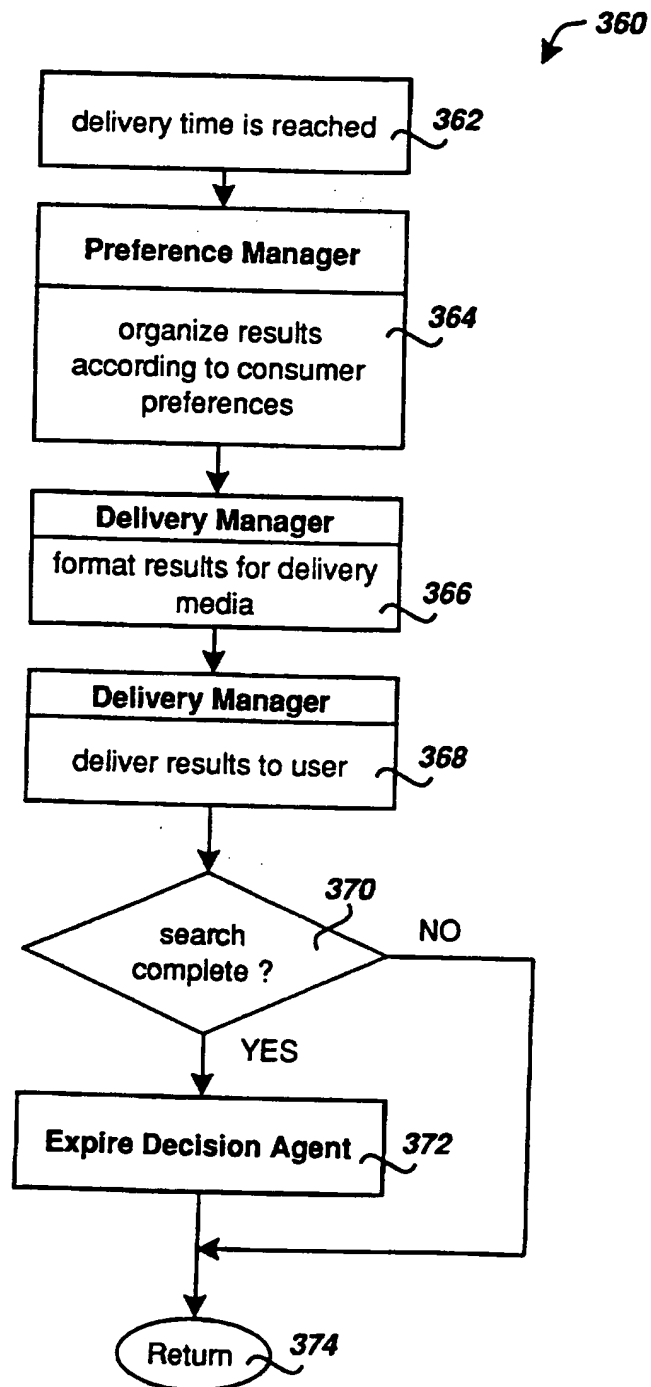 360
delivery time is reached
362
Preference Manager
organize results
according to consumer
preferences
364
Delivery Manager
format results for delivery
media
366
Delivery Manager
deliver results to user
368
370
search
complete ?
NO
YES
Expire Decision Agent
372
Return
374